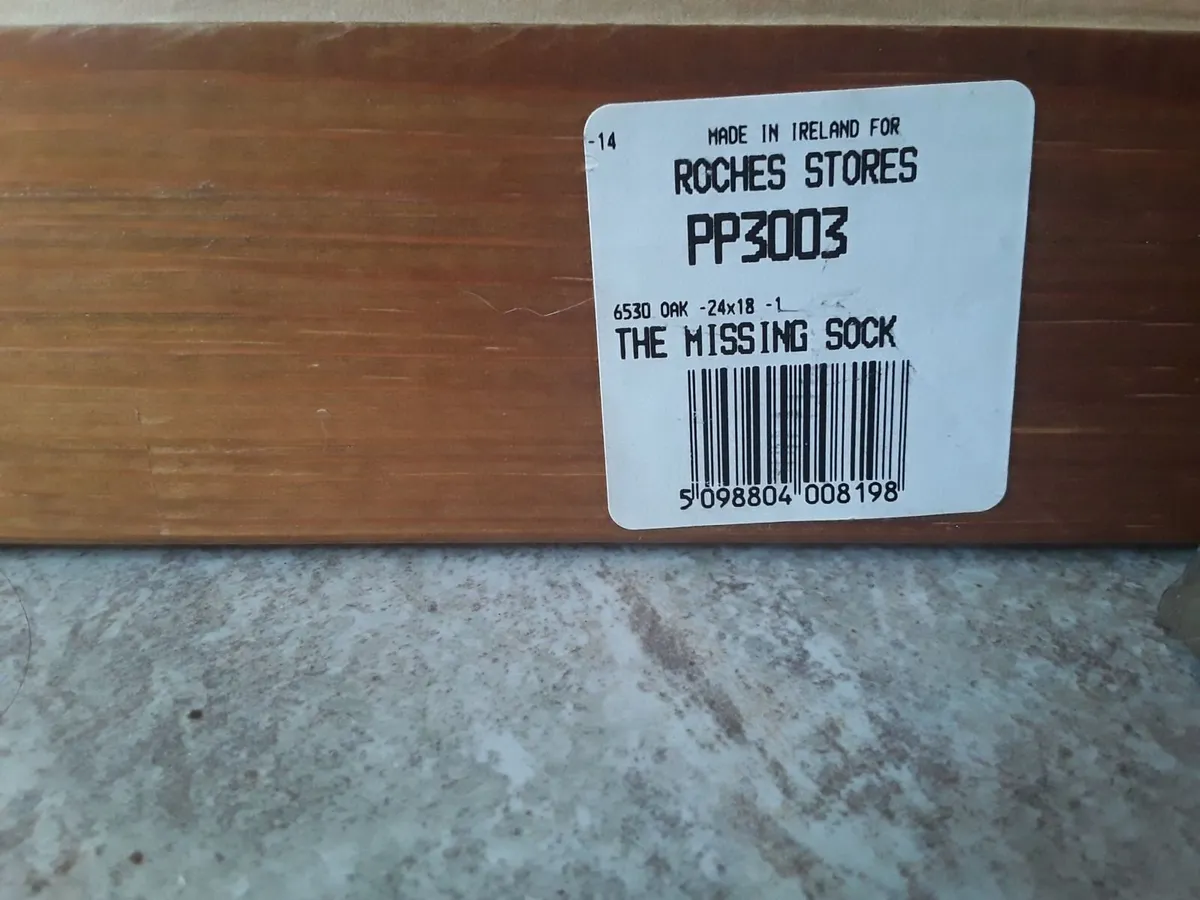 -14
MADE IN IRELAND FOR
ROCHES STORES
PP3003
6530 OAK -24x18 -1
THE MISSING SOCK
5 098804 008198